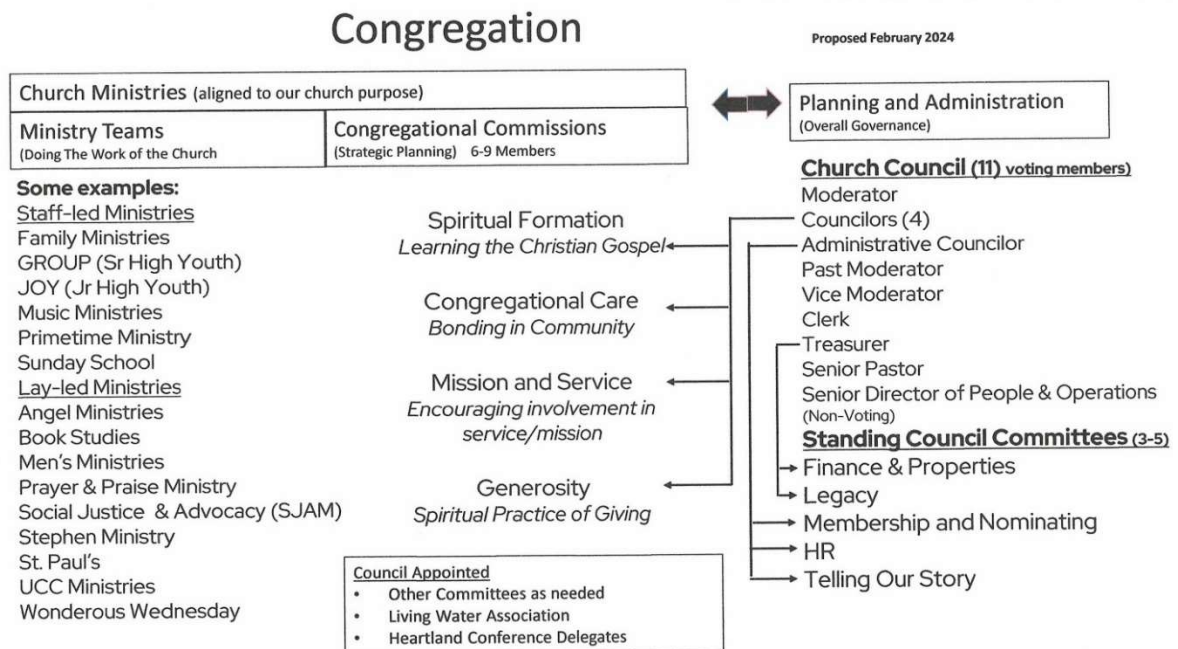 Congregation
Proposed February 2024
Church Ministries (aligned to our church purpose)
Ministry Teams
(Doing The Work of the Church
Congregational Commissions
(Strategic Planning) 6-9 Members
Some examples:
Staff-led Ministries
Family Ministries
GROUP (Sr High Youth)
JOY (Jr High Youth)
Music Ministries
Primetime Ministry
Sunday School
Lay-led Ministries
Angel Ministries
Book Studies
Men's Ministries
Prayer & Praise Ministry
Social Justice & Advocacy (SJAM)
Stephen Ministry
St. Paul's
UCC Ministries
Wonderous Wednesday
Spiritual Formation
Learning the Christian Gospel
Congregational Care
Bonding in Community
Mission and Service
Encouraging involvement in
service/mission
Generosity
Spiritual Practice of Giving
Council Appointed
• Other Committees as needed
• Living Water Association
• Heartland Conference Delegates
Planning and Administration
(Overall Governance)
Church Council (11) voting members)
Moderator
Councilors (4)
Administrative Councilor
Past Moderator
Vice Moderator
Clerk
Treasurer
Senior Pastor
Senior Director of People & Operations
(Non-Voting)
Standing Council Committees (3-5)
Finance & Properties
Legacy
Membership and Nominating
HR
Telling Our Story